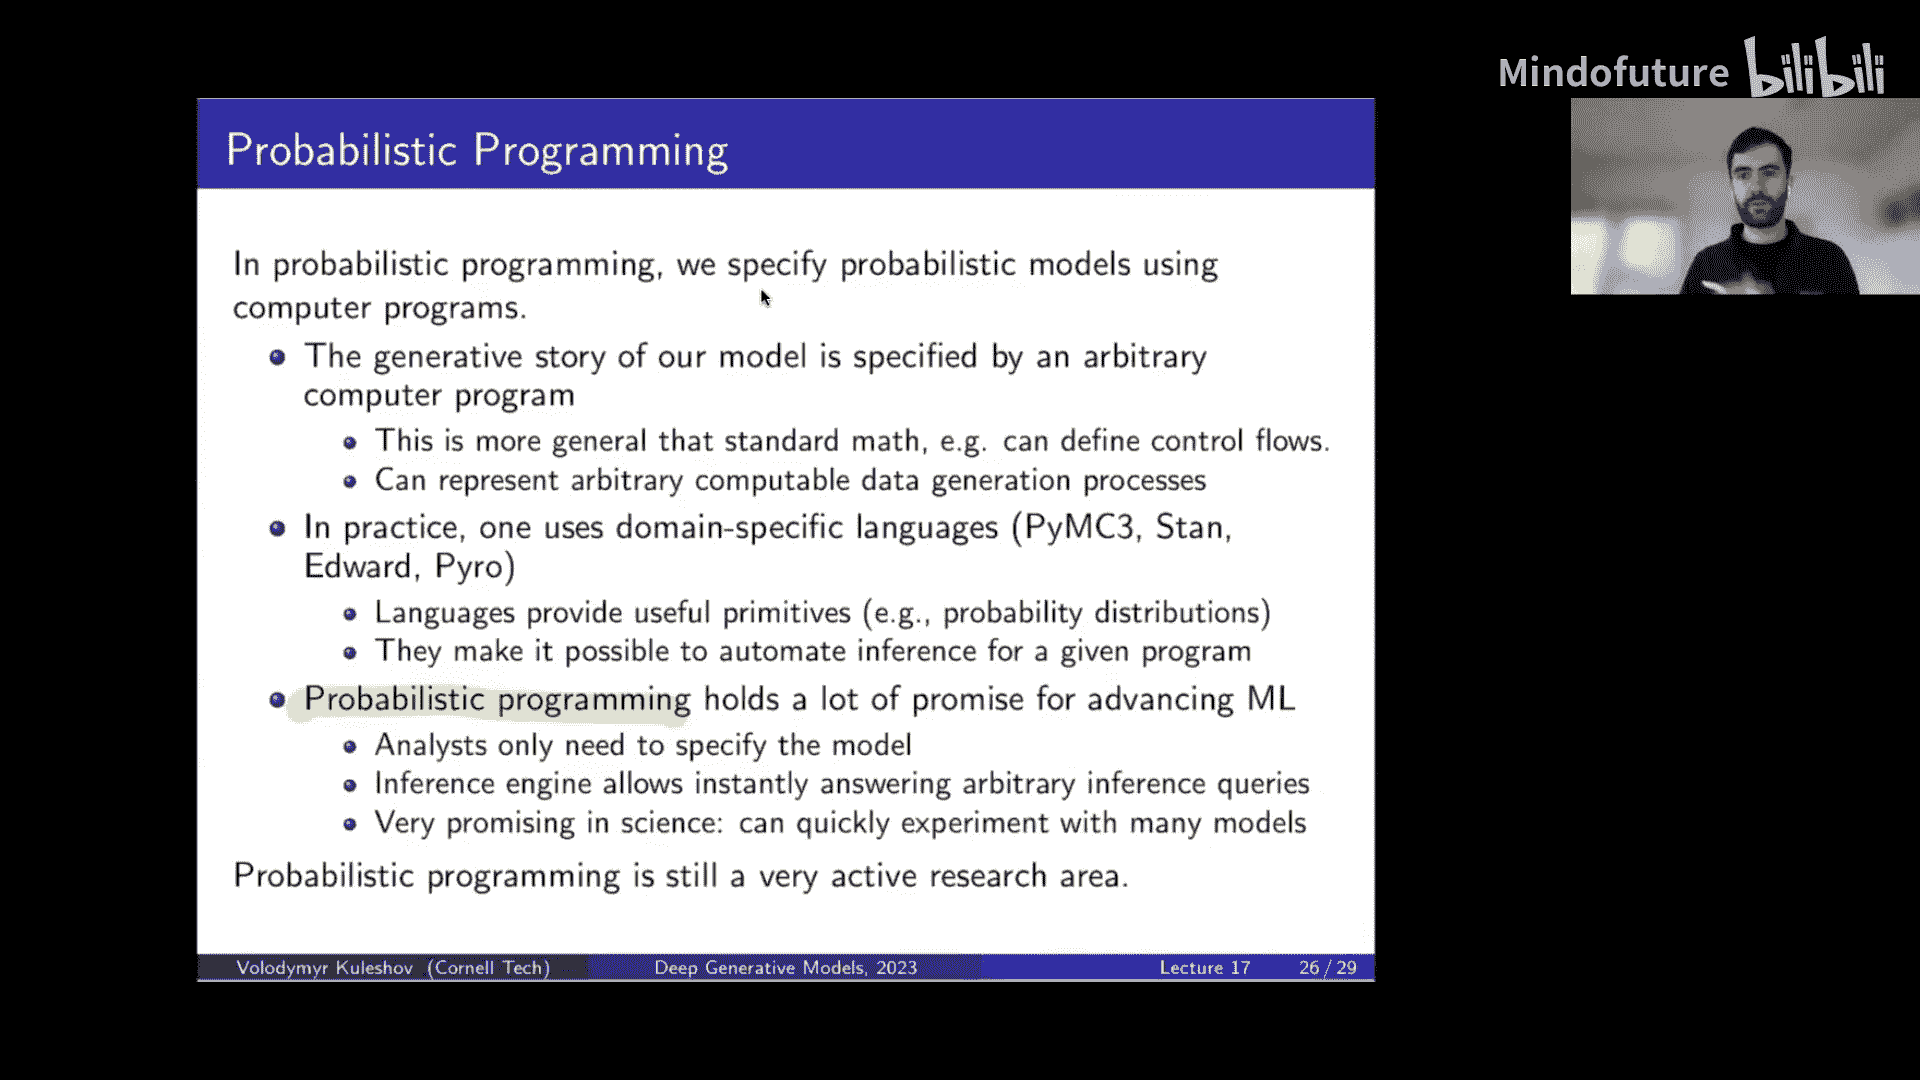 Mindofuture bilibili
Probabilistic Programming
In probabilistic programming, we specify probabilistic models using
computer programs.
The generative story of our model is specified by an arbitrary
computer program
This is more general that standard math, e.g. can define control flows.
Can represent arbitrary computable data generation processes
In practice, one uses domain-specific languages (PyMC3, Stan,
Edward, Pyro)
Languages provide useful primitives (e.g., probability distributions)
They make it possible to automate inference for a given program
Probabilistic programming holds a lot of promise for advancing ML
Analysts only need to specify the model
Inference engine allows instantly answering arbitrary inference queries
Very promising in science: can quickly experiment with many models
Probabilistic programming is still a very active research area.
Volodymyr Kuleshov (Cornell Tech) Deep Generative Models, 2023 Lecture 17 26 / 29